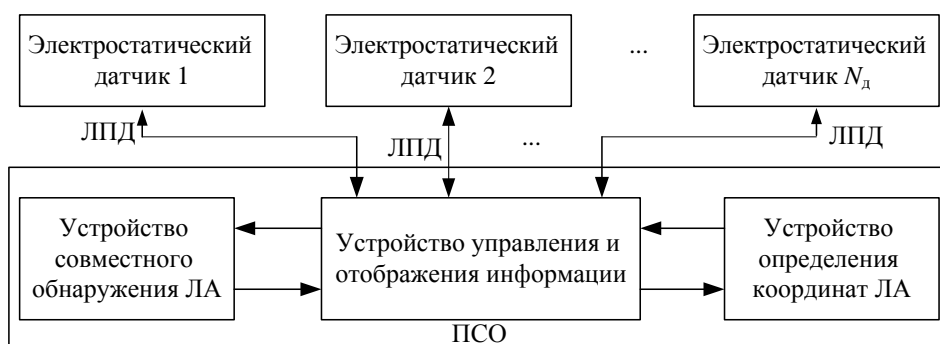 Электростатический
датчик 1
Электростатический
датчик 2
...
Электростатический
датчик Nд
ЛПД
ЛПД
...
ЛПД
Устройство
совместного
обнаружения ЛА
Устройство управления и
отображения информации
Устройство
определения
координат ЛА
ПСО